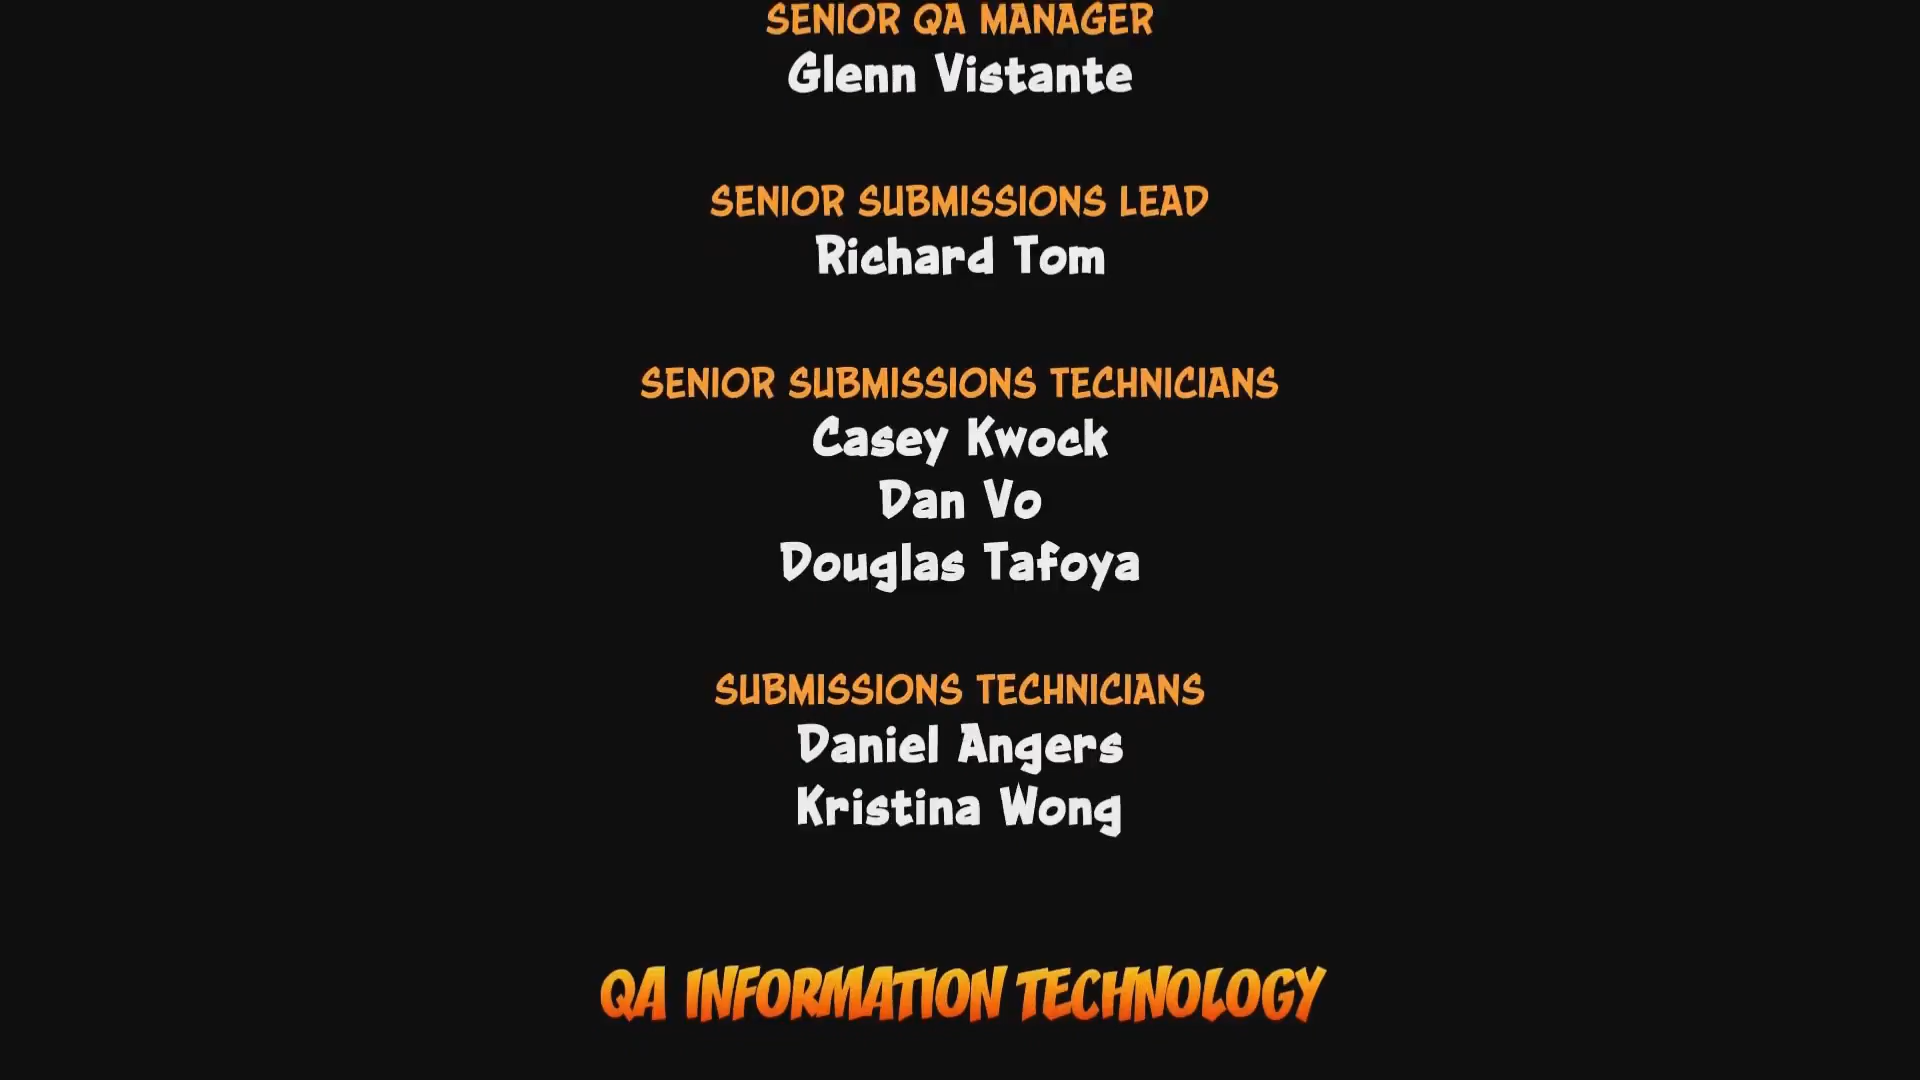 SENIOR QA MANAGER
Glenn Vistante
SENIOR SUBMISSIONS LEAD
Richard Tom
SENIOR SUBMISSIONS TECHNICIANS
Casey Kwock
Dan Vo
Douglas Tafoya
SUBMISSIONS TECHNICIANS
Daniel Angers
Kristina Wong
QA INFORMATION TECHNOLOGY